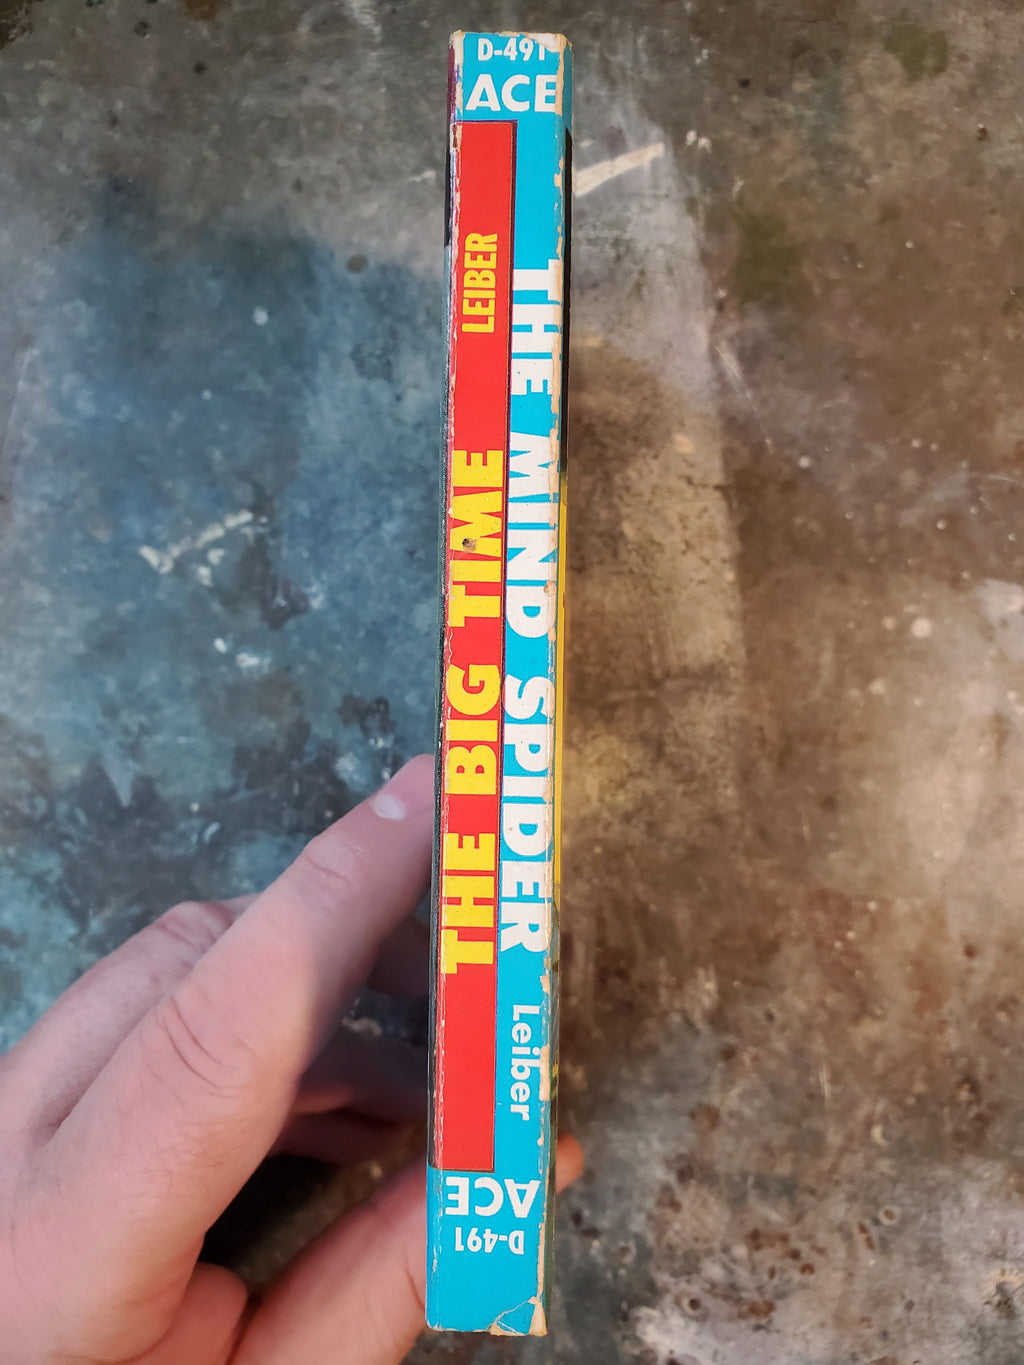 D-491
ACE
THE BIG TIME LEIBER
THE MIND SPIDER Leiber
ACE
D-491